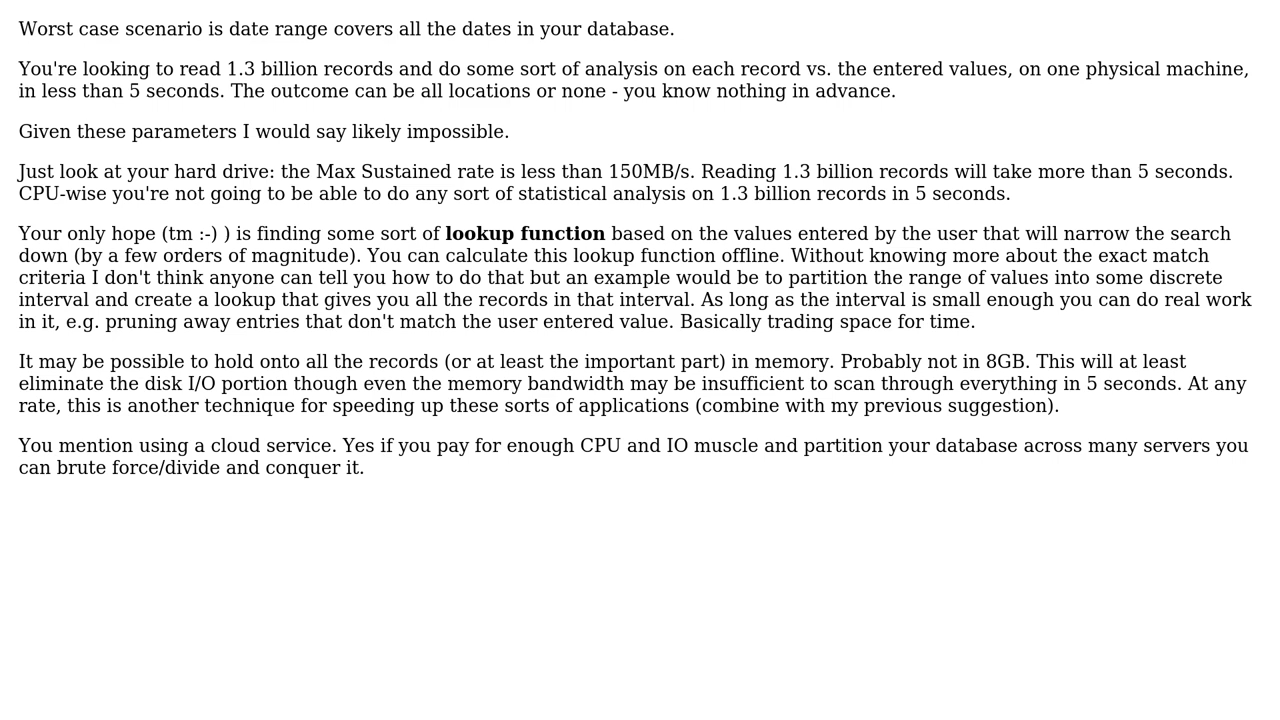 Worst case scenario is date range covers all the dates in your database.
You're looking to read 1.3 billion records and do some sort of analysis on each record vs. the entered values, on one physical machine,
in less than 5 seconds. The outcome can be all locations or none - you know nothing in advance.
Given these parameters I would say likely impossible.
Just look at your hard drive: the Max Sustained rate is less than 150MB/s. Reading 1.3 billion records will take more than 5 seconds.
CPU-wise you're not going to be able to do any sort of statistical analysis on 1.3 billion records in 5 seconds.
Your only hope (tm :-) ) is finding some sort of lookup function based on the values entered by the user that will narrow the search
down (by a few orders of magnitude). You can calculate this lookup function offline. Without knowing more about the exact match
criteria I don't think anyone can tell you how to do that but an example would be to partition the range of values into some discrete
interval and create a lookup that gives you all the records in that interval. As long as the interval is small enough you can do real work
in it, e.g. pruning away entries that don't match the user entered value. Basically trading space for time.
It may be possible to hold onto all the records (or at least the important part) in memory. Probably not in 8GB. This will at least
eliminate the disk I/O portion though even the memory bandwidth may be insufficient to scan through everything in 5 seconds. At any
rate, this is another technique for speeding up these sorts of applications (combine with my previous suggestion).
You mention using a cloud service. Yes if you pay for enough CPU and IO muscle and partition your database across many servers you
can brute force/divide and conquer it.